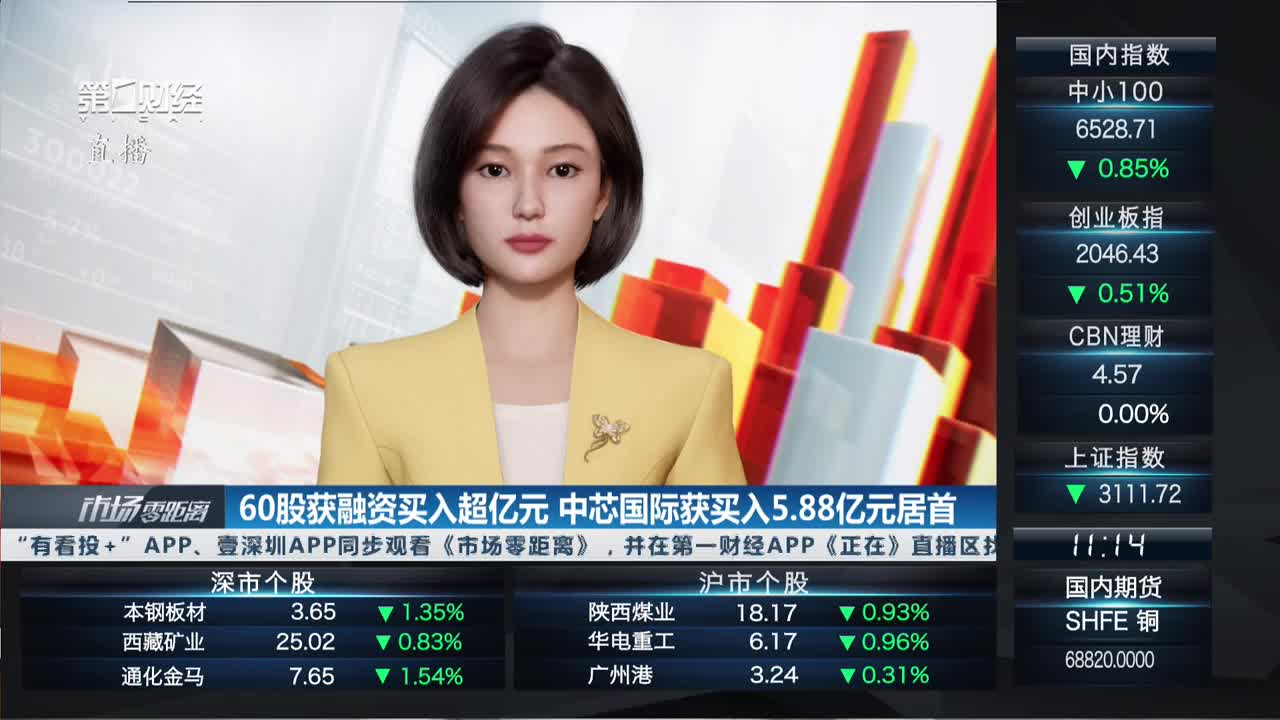 第一财经
直播
市场零距离
60股获融资买入超亿元 中芯国际获买入5.88亿元居首
“有看投+”APP、壹深圳APP同步观看《市场零距离》，并在第一财经APP《正在》直播区找
深市个股
本钢板材 3.65 ▼1.35%
西藏矿业 25.02 ▼0.83%
通化金马 7.65 ▼1.54%
沪市个股
陕西煤业 18.17 ▼0.93%
华电重工 6.17 ▼0.96%
广州港 3.24 ▼0.31%
国内指数
中小100
6528.71
▼ 0.85%
创业板指
2046.43
▼ 0.51%
CBN理财
4.57
0.00%
上证指数
▼ 3111.72
11:14
国内期货
SHFE 铜
68820.0000